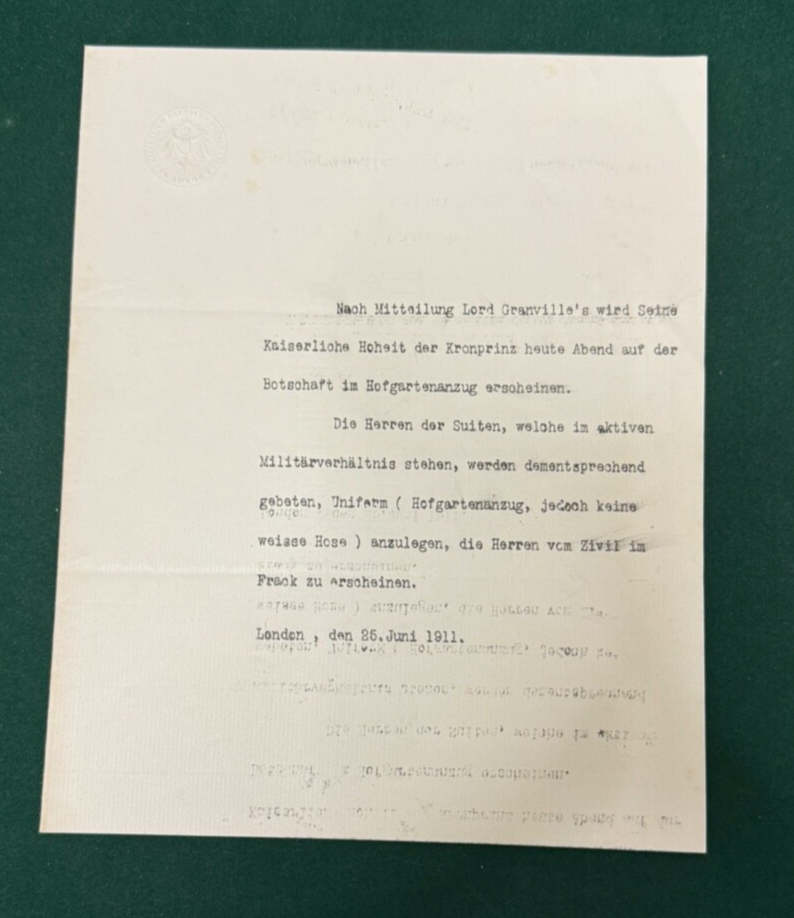 Nach Mitteilung Lord Granville's wird Seine
Kaiserliche Hoheit der Kronprinz heute Abend auf der
Botschaft im Hofgartenanzug erscheinen.
Die Herren der Suiten, welche im aktiven
Militärverhältnis stehen, werden dementsprechend
gebeten, Uniform ( Hofgartenanzug, jedoch keine
weisse Hose ) anzulegen, die Herren vom Zivil im
Frack zu erscheinen.
London , den 25.Juni 1911.